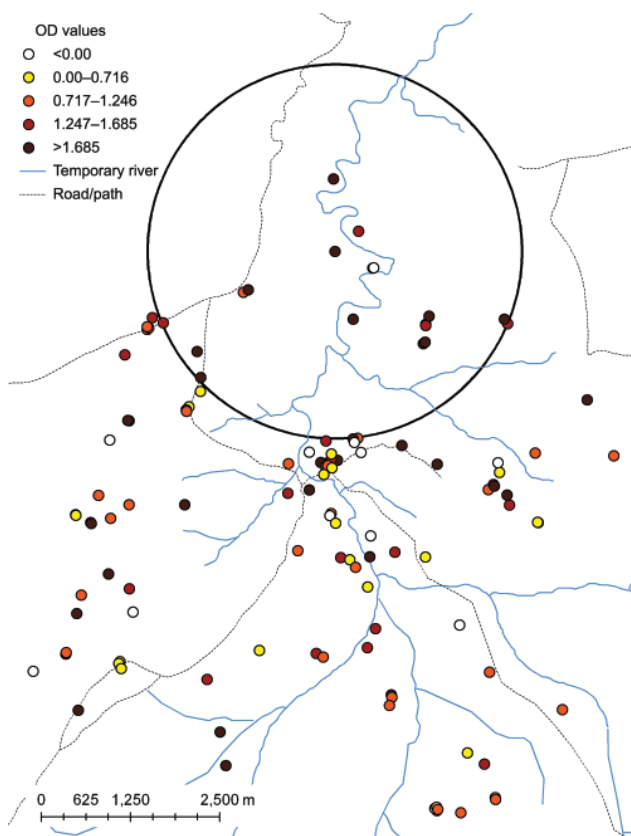 OD values
<0.00
0.00–0.716
0.717–1.246
1.247–1.685
>1.685
Temporary river
Road/path
0 625 1,250 2,500 m